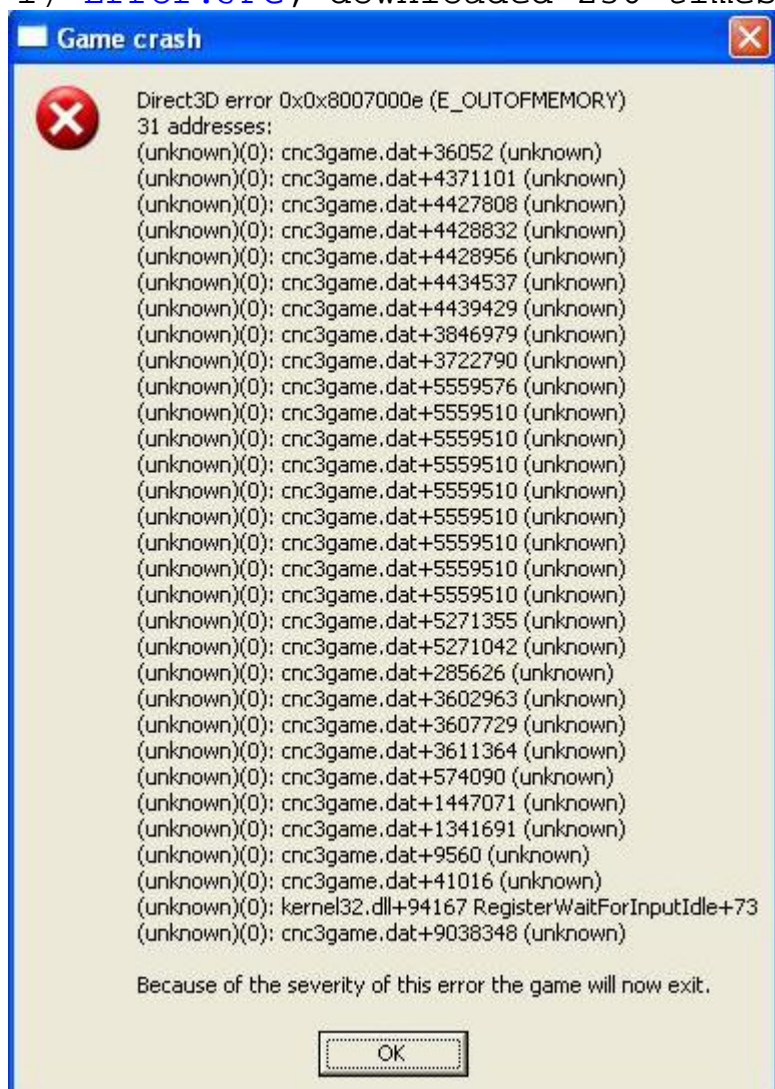 1) Error.JPG, downloaded 250 times
Game crash
Direct3D error 0x0x8007000e (E_OUTOFMEMORY)
31 addresses:
(unknown)(0): cnc3game.dat+36052 (unknown)
(unknown)(0): cnc3game.dat+4371101 (unknown)
(unknown)(0): cnc3game.dat+4427808 (unknown)
(unknown)(0): cnc3game.dat+4428832 (unknown)
(unknown)(0): cnc3game.dat+4428956 (unknown)
(unknown)(0): cnc3game.dat+4434537 (unknown)
(unknown)(0): cnc3game.dat+4439429 (unknown)
(unknown)(0): cnc3game.dat+3846979 (unknown)
(unknown)(0): cnc3game.dat+3722790 (unknown)
(unknown)(0): cnc3game.dat+5559576 (unknown)
(unknown)(0): cnc3game.dat+5559510 (unknown)
(unknown)(0): cnc3game.dat+5559510 (unknown)
(unknown)(0): cnc3game.dat+5559510 (unknown)
(unknown)(0): cnc3game.dat+5559510 (unknown)
(unknown)(0): cnc3game.dat+5559510 (unknown)
(unknown)(0): cnc3game.dat+5559510 (unknown)
(unknown)(0): cnc3game.dat+5559510 (unknown)
(unknown)(0): cnc3game.dat+5559510 (unknown)
(unknown)(0): cnc3game.dat+5271355 (unknown)
(unknown)(0): cnc3game.dat+5271042 (unknown)
(unknown)(0): cnc3game.dat+285626 (unknown)
(unknown)(0): cnc3game.dat+3602963 (unknown)
(unknown)(0): cnc3game.dat+3607729 (unknown)
(unknown)(0): cnc3game.dat+3611364 (unknown)
(unknown)(0): cnc3game.dat+574090 (unknown)
(unknown)(0): cnc3game.dat+1447071 (unknown)
(unknown)(0): cnc3game.dat+1341691 (unknown)
(unknown)(0): cnc3game.dat+9560 (unknown)
(unknown)(0): cnc3game.dat+41016 (unknown)
(unknown)(0): kernel32.dll+94167 RegisterWaitForInputIdle+73
(unknown)(0): cnc3game.dat+9038348 (unknown)
Because of the severity of this error the game will now exit.
OK